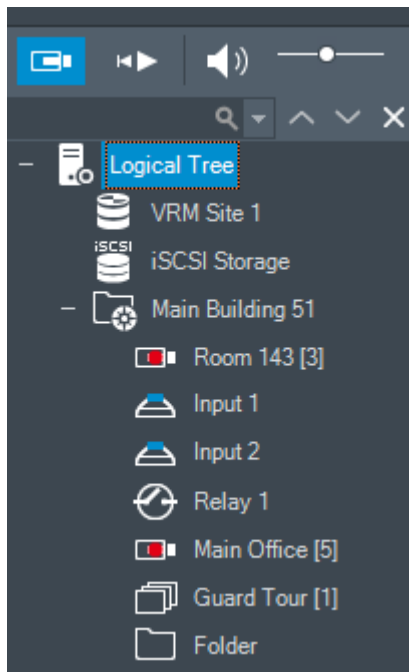 Logical Tree
VRM Site 1
iSCSI
iSCSI Storage
Main Building 51
Room 143 [3]
Input 1
Input 2
Relay 1
Main Office [5]
Guard Tour [1]
Folder